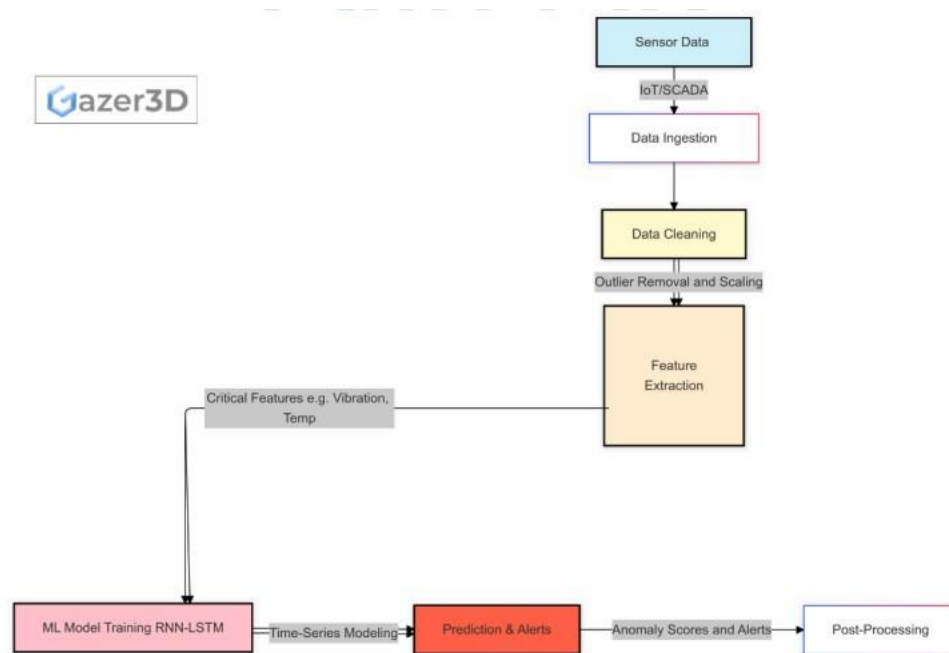 Sensor Data
IoT/SCADA
Gazer3D
Data Ingestion
Data Cleaning
Outlier Removal and Scaling
Feature
Extraction
Critical Features e.g. Vibration,
Temp
ML Model Training RNN-LSTM
Time-Series Modeling
Prediction & Alerts
Anomaly Scores and Alerts
Post-Processing